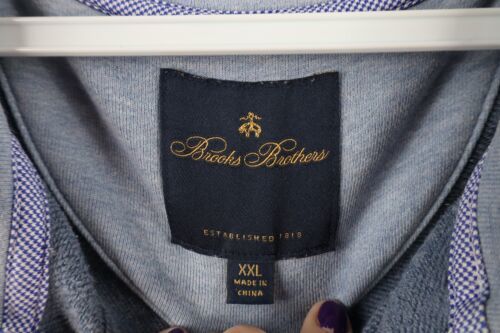 Brooks Brothers
ESTABLISHED 1818
XXL
MADE IN
CHINA